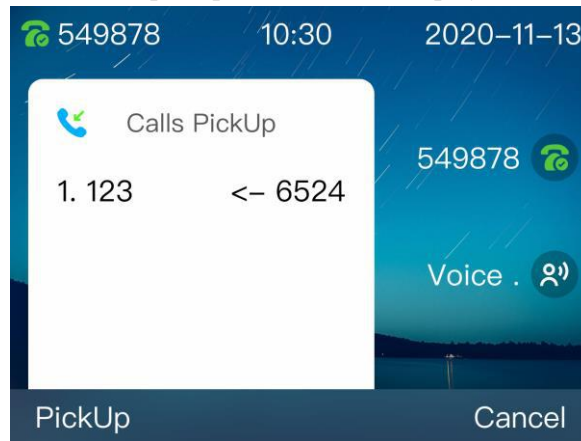 549878 10:30 2020-11-13
Calls PickUp
1. 123 <- 6524
549878
Voice .
PickUp Cancel